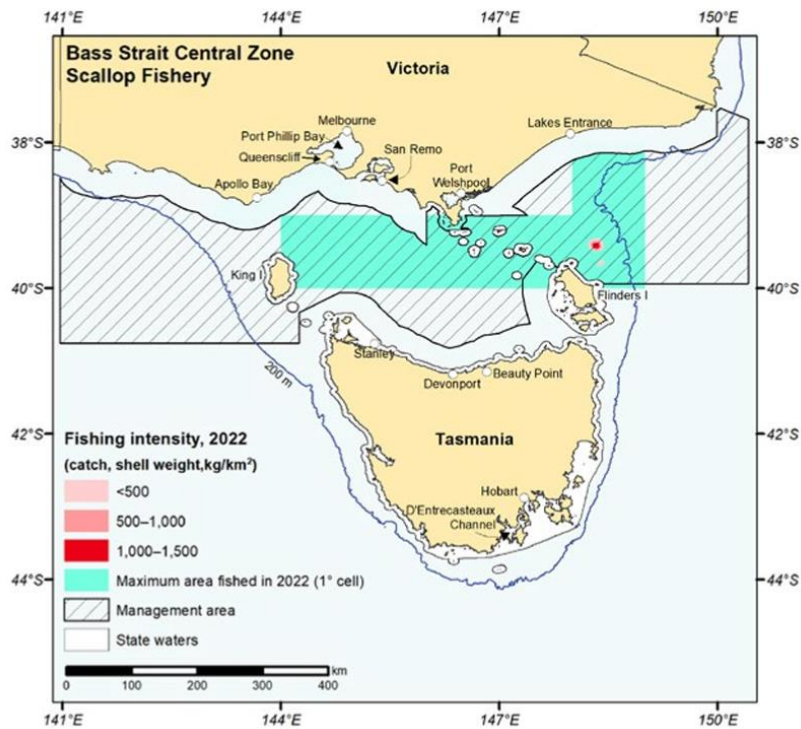 141°E 144°E 147°E 150°E
Bass Strait Central Zone
Scallop Fishery
Victoria
Melbourne
Lakes Entrance
Port Phillip Bay
38°S 38°S
Queenscliff
San Remo
Port
Welshpool
Apollo Bay
King I
40°S 40°S
Flinders I
Stanley
200 m
Devonport
Beauty Point
42°S 42°S
Tasmania
Fishing intensity, 2022
(catch, shell weight,kg/km²)
<500
500–1,000
1,000–1,500
Hobart
D'Entrecasteaux
Channel
44°S 44°S
Maximum area fished in 2022 (1° cell)
Management area
State waters
km
0 100 200 300 400
141°E 144°E 147°E 150°E